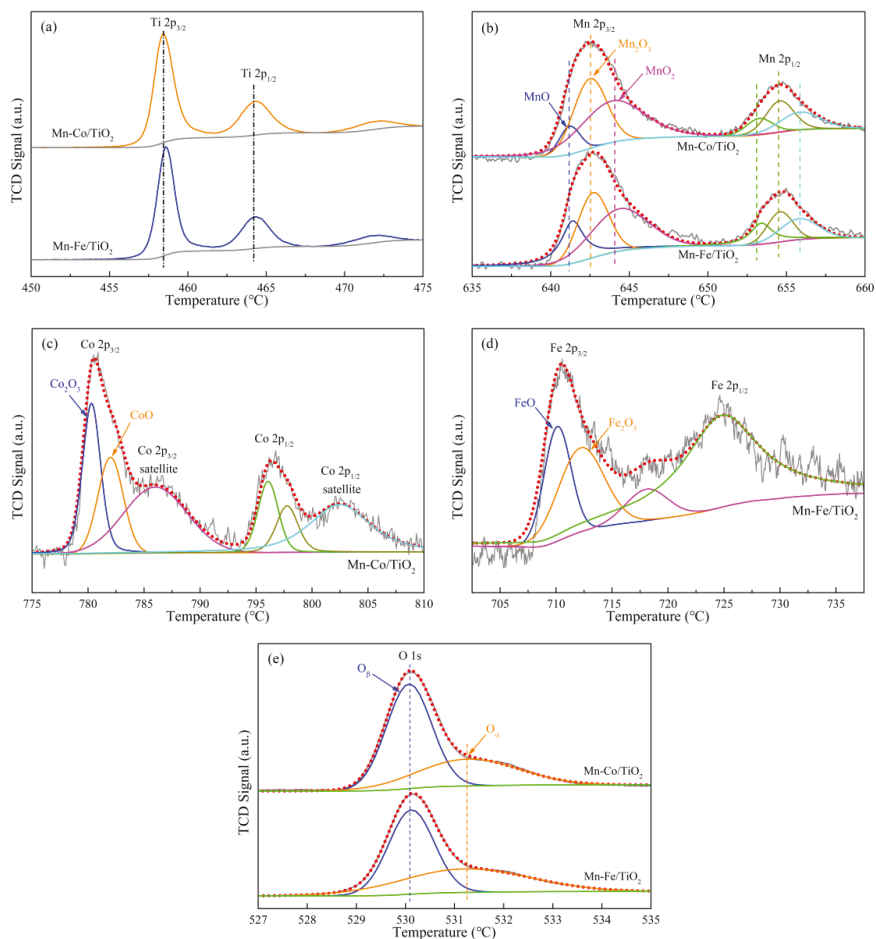 (a)
Ti 2p3/2
Ti 2p1/2
Mn-Co/TiO2
Mn-Fe/TiO2
TCD Signal (a.u.)
450 455 460 465 470 475
Temperature (℃)
(b)
Mn 2p3/2
Mn2O3
MnO2
MnO
Mn 2p1/2
Mn-Co/TiO2
Mn-Fe/TiO2
TCD Signal (a.u.)
635 640 645 650 655 660
Temperature (℃)
(c)
Co 2p3/2
Co2O3
CoO
Co 2p3/2
satellite
Co 2p1/2
Co 2p1/2
satellite
Mn-Co/TiO2
TCD Signal (a.u.)
775 780 785 790 795 800 805 810
Temperature (℃)
(d)
Fe 2p3/2
FeO
Fe2O3
Fe 2p1/2
Mn-Fe/TiO2
TCD Signal (a.u.)
705 710 715 720 725 730 735
Temperature (℃)
(e)
O 1s
Oβ
Oα
Mn-Co/TiO2
Mn-Fe/TiO2
TCD Signal (a.u.)
527 528 529 530 531 532 533 534 535
Temperature (℃)